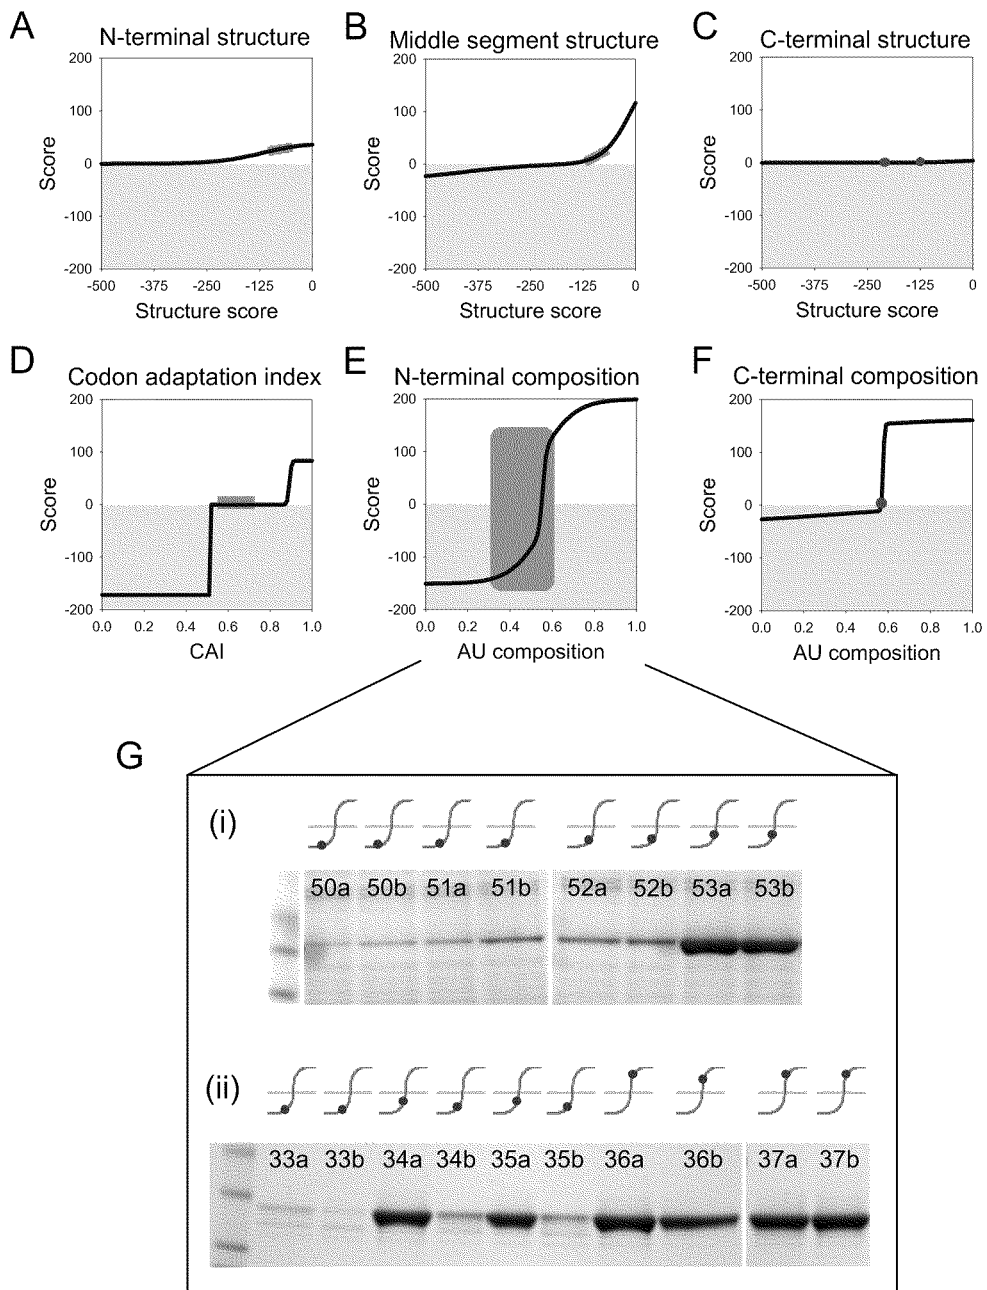 A
N-terminal structure
200
100
0
-100
-200
Score
-500 -375 -250 -125 0
Structure score
B
Middle segment structure
200
100
0
-100
-200
Score
-500 -375 -250 -125 0
Structure score
C
C-terminal structure
200
100
0
-100
-200
Score
-500 -375 -250 -125 0
Structure score
D
Codon adaptation index
200
100
0
-100
-200
Score
0.0 0.2 0.4 0.6 0.8 1.0
CAI
E
N-terminal composition
200
100
0
-100
-200
Score
0.0 0.2 0.4 0.6 0.8 1.0
AU composition
F
C-terminal composition
200
100
0
-100
-200
Score
0.0 0.2 0.4 0.6 0.8 1.0
AU composition
G
(i)
50a 50b 51a 51b 52a 52b 53a 53b
(ii)
33a 33b 34a 34b 35a 35b 36a 36b 37a 37b